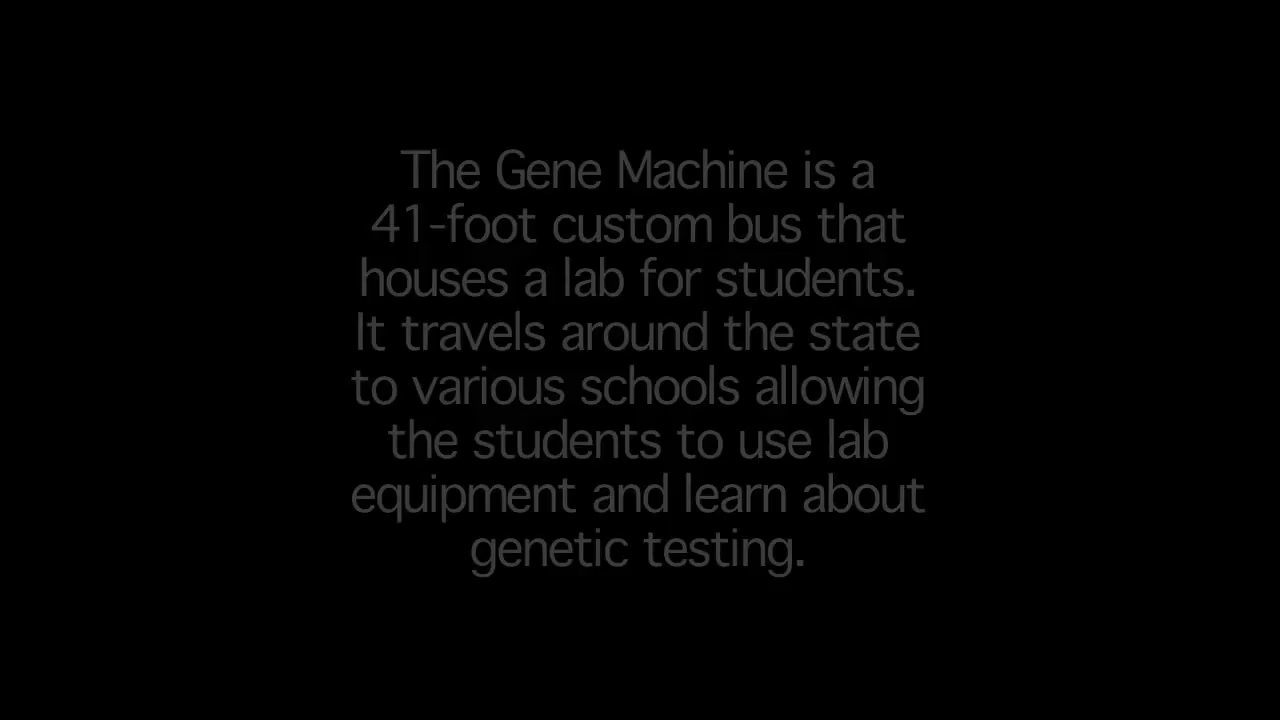 The Gene Machine is a
41-foot custom bus that
houses a lab for students.
It travels around the state
to various schools allowing
the students to use lab
equipment and learn about
genetic testing.